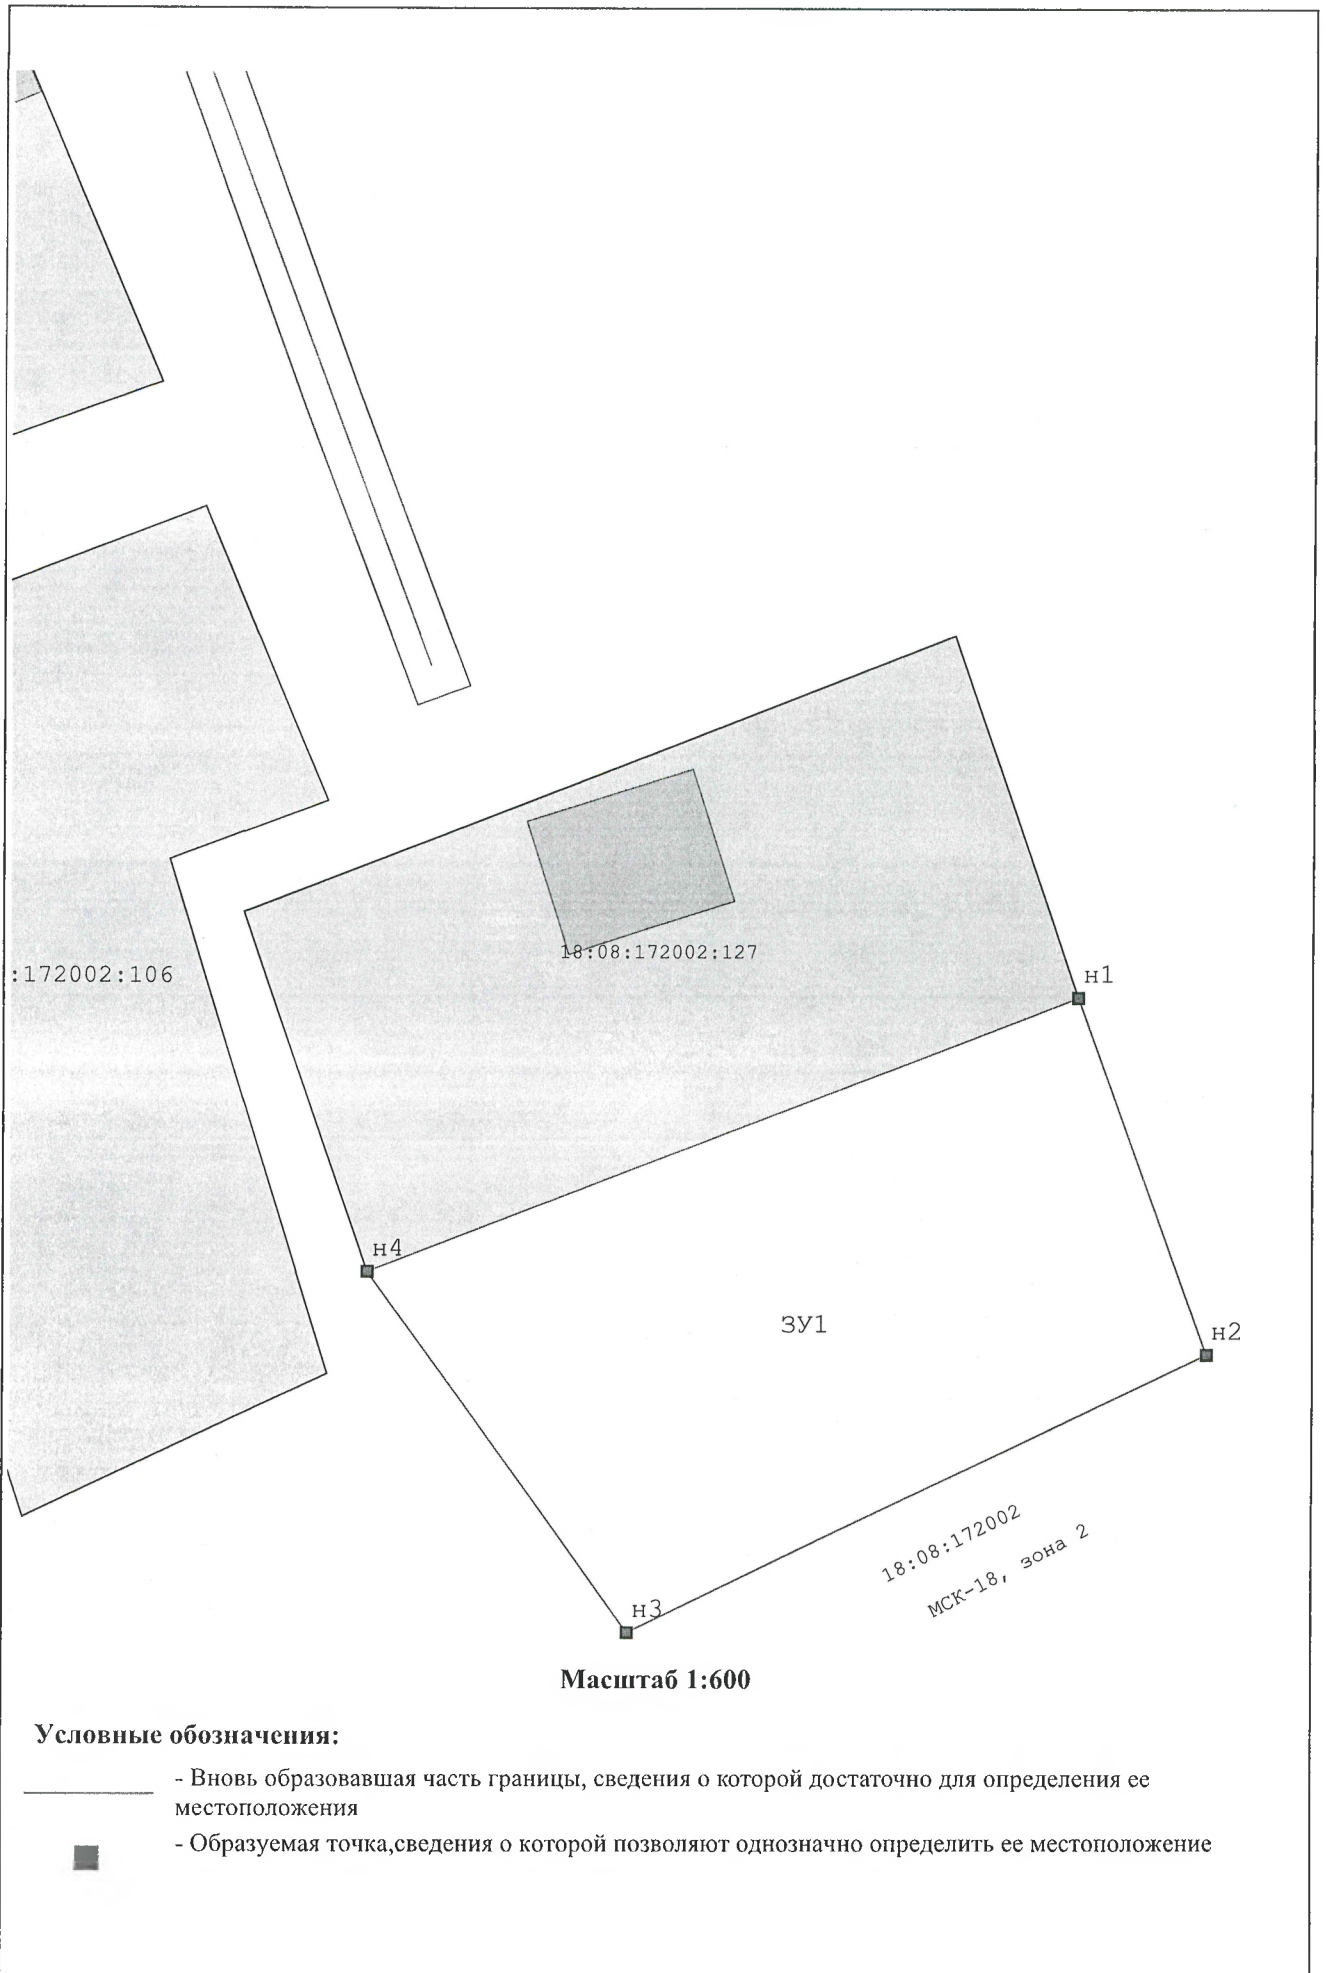 18:08:172002:127
:172002:106
н1
н4
ЗУ1
н2
18:08:172002
МСК-18, зона 2
н3
Масштаб 1:600
Условные обозначения:
- Вновь образовавшая часть границы, сведения о которой достаточно для определения ее
местоположения
- Образуемая точка,сведения о которой позволяют однозначно определить ее местоположение